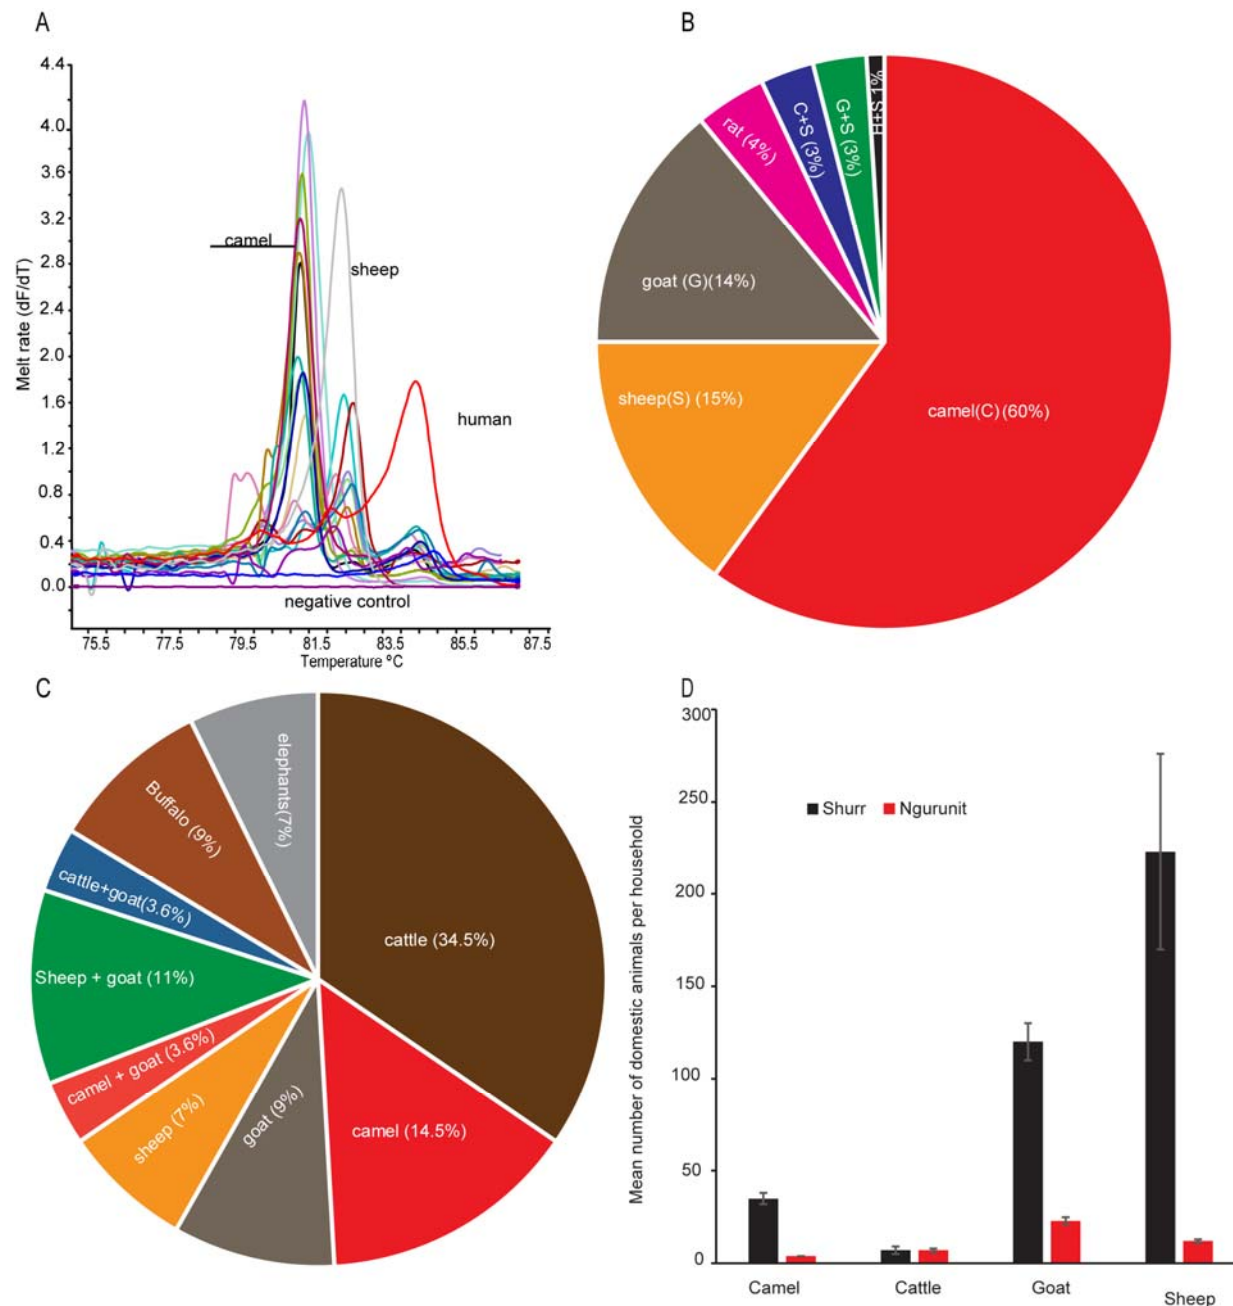 A
4.4
4.0
3.6
3.2
2.8
2.4
2.0
1.6
1.2
0.8
0.4
0.0
Melt rate (dF/dT)
camel
sheep
human
negative control
75.5 77.5 79.5 81.5 83.5 85.5 87.5
Temperature ºC
B
rat (4%)
C+S (3%)
G+S (3%)
H+S 1%
goat (G)(14%)
sheep(S) (15%)
camel(C) (60%)
C
elephants(7%)
Buffalo (9%)
cattle+goat(3.6%)
cattle (34.5%)
Sheep + goat (11%)
camel + goat (3.6%)
sheep (7%)
goat (9%)
camel (14.5%)
D
300
250
200
150
100
50
0
Mean number of domestic animals per household
Shurr Ngurunit
Camel Cattle Goat Sheep